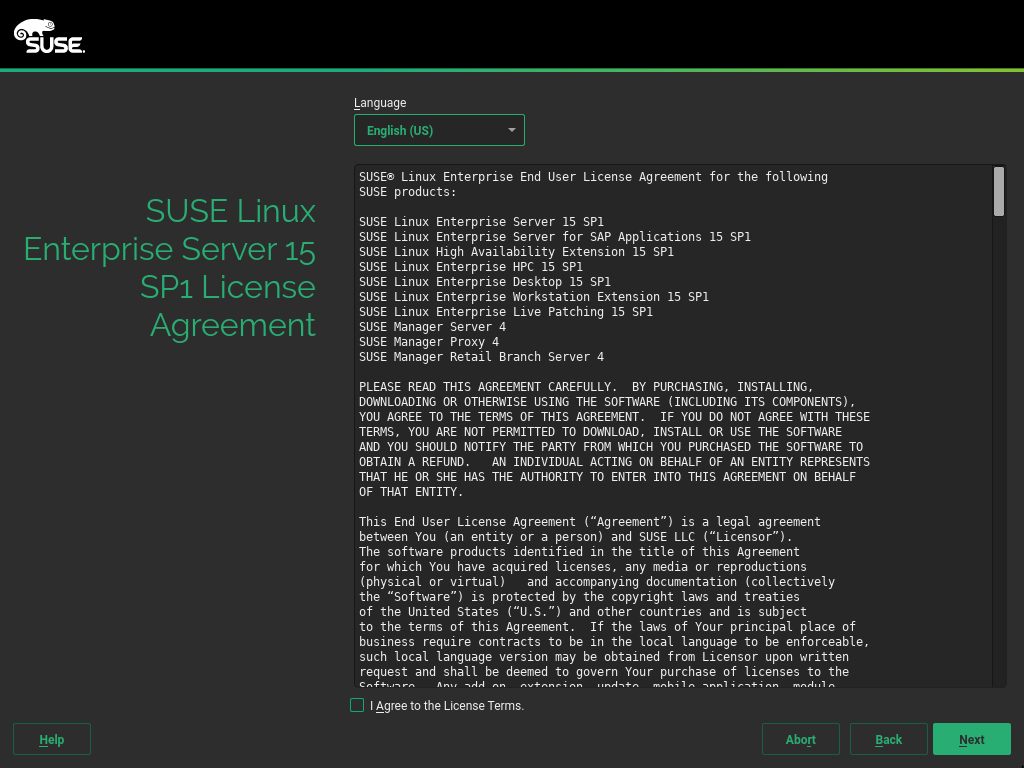 SUSE
Language
English (US)
SUSE Linux
Enterprise Server 15
SP1 License
Agreement
SUSE® Linux Enterprise End User License Agreement for the following
SUSE products:
SUSE Linux Enterprise Server 15 SP1
SUSE Linux Enterprise Server for SAP Applications 15 SP1
SUSE Linux High Availability Extension 15 SP1
SUSE Linux Enterprise HPC 15 SP1
SUSE Linux Enterprise Desktop 15 SP1
SUSE Linux Enterprise Workstation Extension 15 SP1
SUSE Linux Enterprise Live Patching 15 SP1
SUSE Manager Server 4
SUSE Manager Proxy 4
SUSE Manager Retail Branch Server 4
PLEASE READ THIS AGREEMENT CAREFULLY.  BY PURCHASING, INSTALLING,
DOWNLOADING OR OTHERWISE USING THE SOFTWARE (INCLUDING ITS COMPONENTS),
YOU AGREE TO THE TERMS OF THIS AGREEMENT.  IF YOU DO NOT AGREE WITH THESE
TERMS, YOU ARE NOT PERMITTED TO DOWNLOAD, INSTALL OR USE THE SOFTWARE
AND YOU SHOULD NOTIFY THE PARTY FROM WHICH YOU PURCHASED THE SOFTWARE TO
OBTAIN A REFUND.   AN INDIVIDUAL ACTING ON BEHALF OF AN ENTITY REPRESENTS
THAT HE OR SHE HAS THE AUTHORITY TO ENTER INTO THIS AGREEMENT ON BEHALF
OF THAT ENTITY.
This End User License Agreement (“Agreement”) is a legal agreement
between You (an entity or a person) and SUSE LLC (“Licensor”).
The software products identified in the title of this Agreement
for which You have acquired licenses, any media or reproductions
(physical or virtual)   and accompanying documentation (collectively
the “Software”) is protected by the copyright laws and treaties
of the United States (“U.S.”) and other countries and is subject
to the terms of this Agreement.  If the laws of Your principal place of
business require contracts to be in the local language to be enforceable,
such local language version may be obtained from Licensor upon written
request and shall be deemed to govern Your purchase of licenses to the
Software.  Any add-on, extension, update, mobile application, module,
I Agree to the License Terms.
Help
Abort
Back
Next